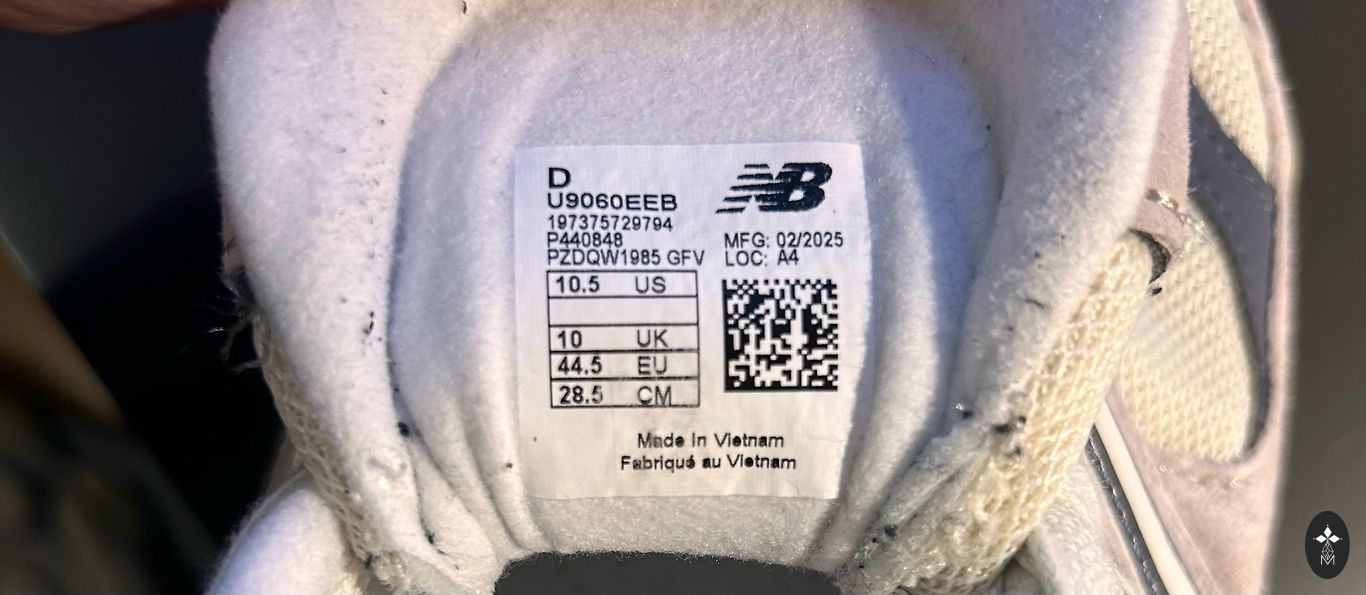 D
U9060EEB
197375729794
P440848
PZDQW1985 GFV
NB
MFG: 02/2025
LOC: A4
10.5 US
10 UK
44.5 EU
28.5 CM
Made in Vietnam
Fabriqué au Vietnam
M